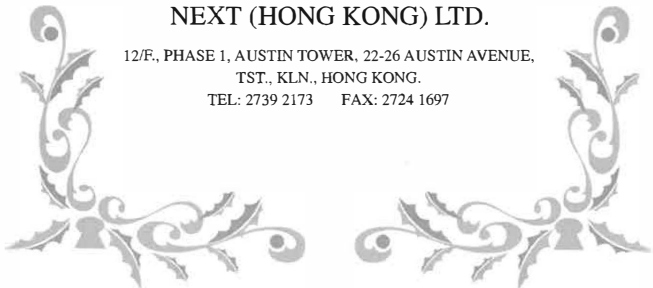 NEXT (HONG KONG) LTD.
12/F., PHASE 1, AUSTIN TOWER, 22-26 AUSTIN AVENUE,
TST., KLN., HONG KONG.
TEL: 2739 2173 FAX: 2724 1697